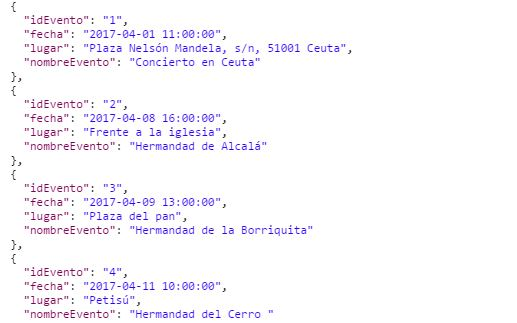 {
"idEvento": "1",
"fecha": "2017-04-01 11:00:00",
"lugar": "Plaza Nelsón Mandela, s/n, 51001 Ceuta",
"nombreEvento": "Concierto en Ceuta"
},
{
"idEvento": "2",
"fecha": "2017-04-08 16:00:00",
"lugar": "Frente a la iglesia",
"nombreEvento": "Hermandad de Alcalá"
},
{
"idEvento": "3",
"fecha": "2017-04-09 13:00:00",
"lugar": "Plaza del pan",
"nombreEvento": "Hermandad de la Borriquita"
},
{
"idEvento": "4",
"fecha": "2017-04-11 10:00:00",
"lugar": "Petisú",
"nombreEvento": "Hermandad del Cerro "